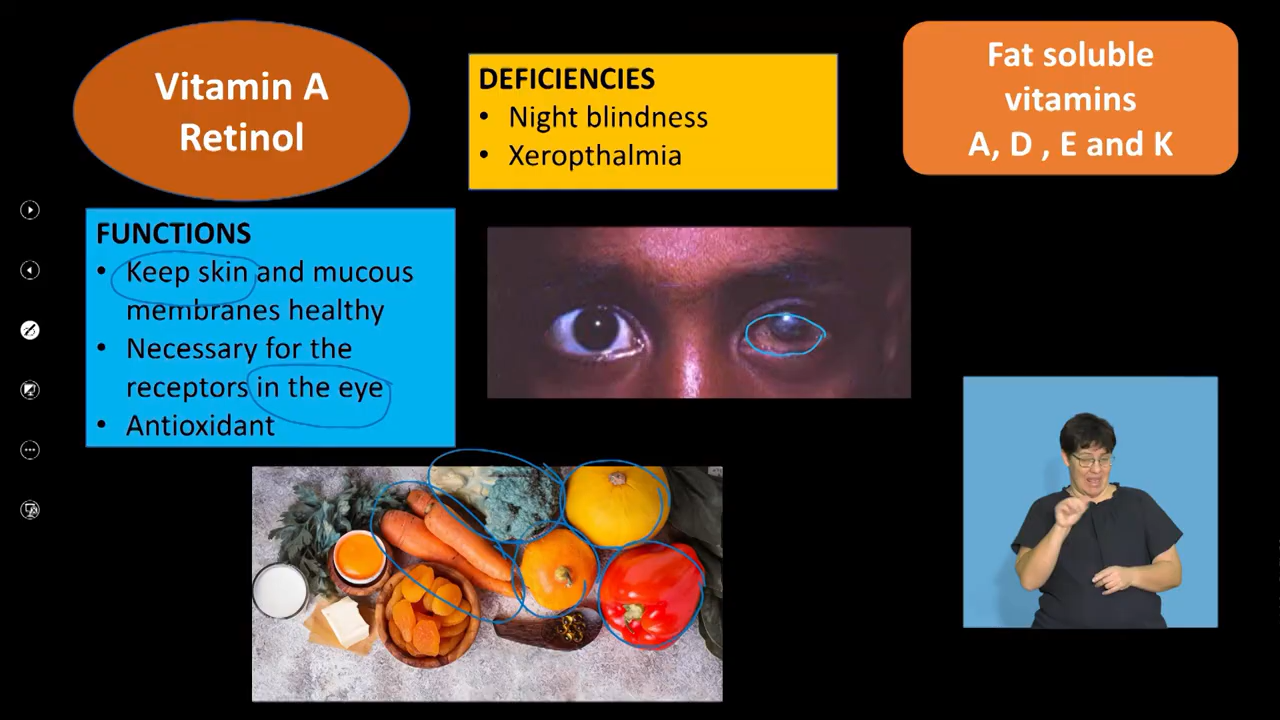 Vitamin A
Retinol
DEFICIENCIES
• Night blindness
• Xeropthalmia
Fat soluble
vitamins
A, D , E and K
FUNCTIONS
• Keep skin and mucous
membranes healthy
• Necessary for the
receptors in the eye
• Antioxidant